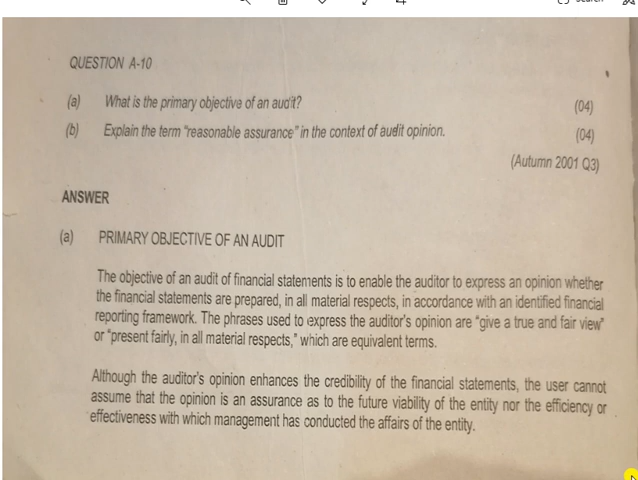 QUESTION A-10
(a) What is the primary objective of an audit? (04)
(b) Explain the term "reasonable assurance" in the context of audit opinion. (04)
(Autumn 2001 Q3)
ANSWER
(a) PRIMARY OBJECTIVE OF AN AUDIT
The objective of an audit of financial statements is to enable the auditor to express an opinion whether
the financial statements are prepared, in all material respects, in accordance with an identified financial
reporting framework. The phrases used to express the auditor's opinion are "give a true and fair view"
or "present fairly, in all material respects," which are equivalent terms.
Although the auditor's opinion enhances the credibility of the financial statements, the user cannot
assume that the opinion is an assurance as to the future viability of the entity nor the efficiency or
effectiveness with which management has conducted the affairs of the entity.